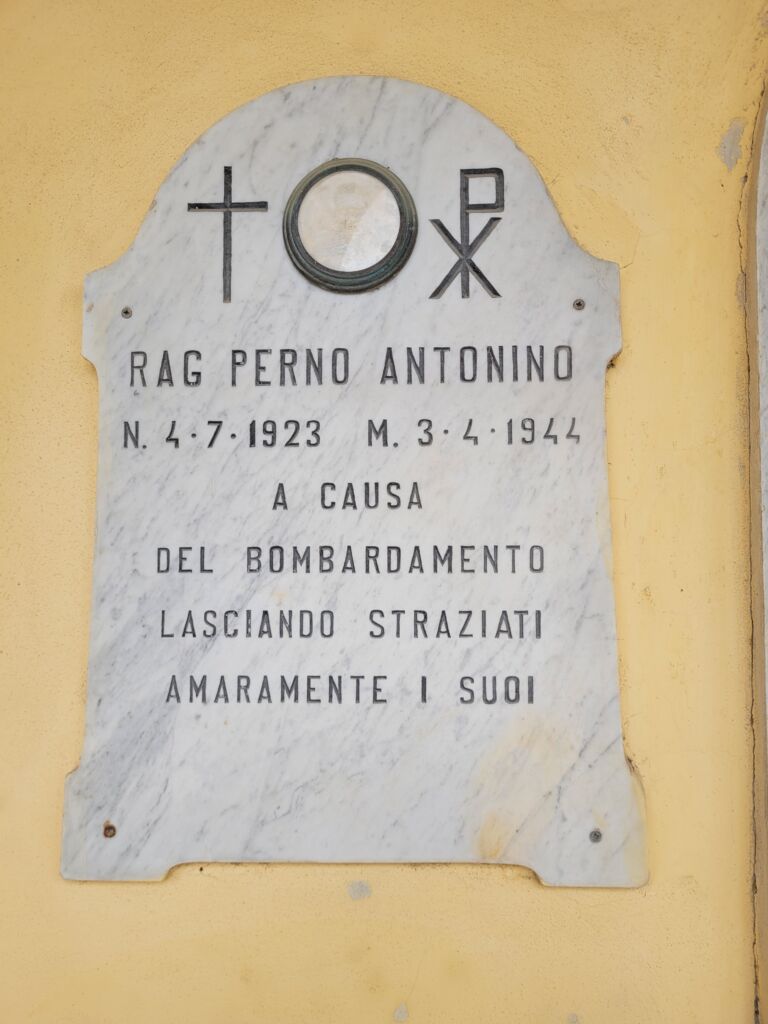 RAG PERNO ANTONINO
N. 4·7·1923 M. 3·4·1944
A CAUSA
DEL BOMBARDAMENTO
LASCIANDO STRAZIATI
AMARAMENTE I SUOI